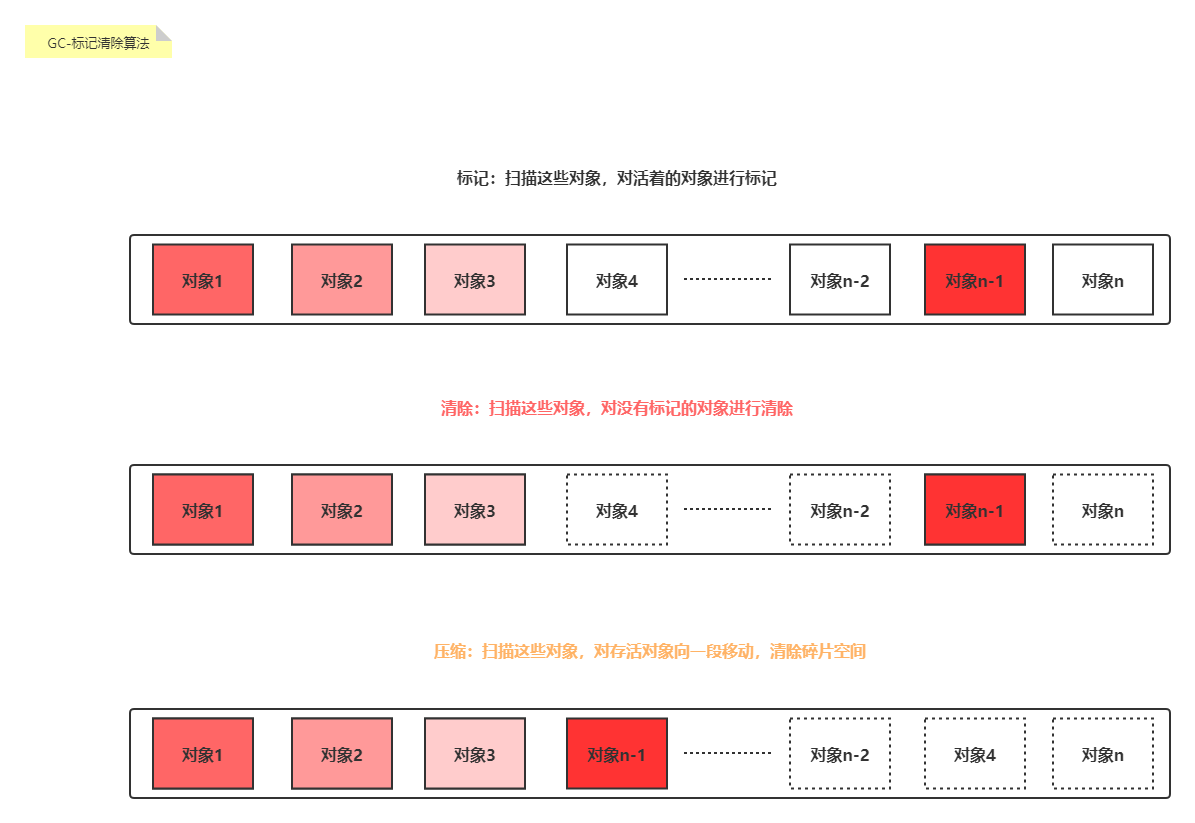 GC-标记清除算法
标记：扫描这些对象，对活着的对象进行标记
对象1 对象2 对象3 对象4 对象n-2 对象n-1 对象n
清除：扫描这些对象，对没有标记的对象进行清除
对象1 对象2 对象3 对象4 对象n-2 对象n-1 对象n
压缩：扫描这些对象，对存活对象向一段移动，清除碎片空间
对象1 对象2 对象3 对象n-1 对象n-2 对象4 对象n